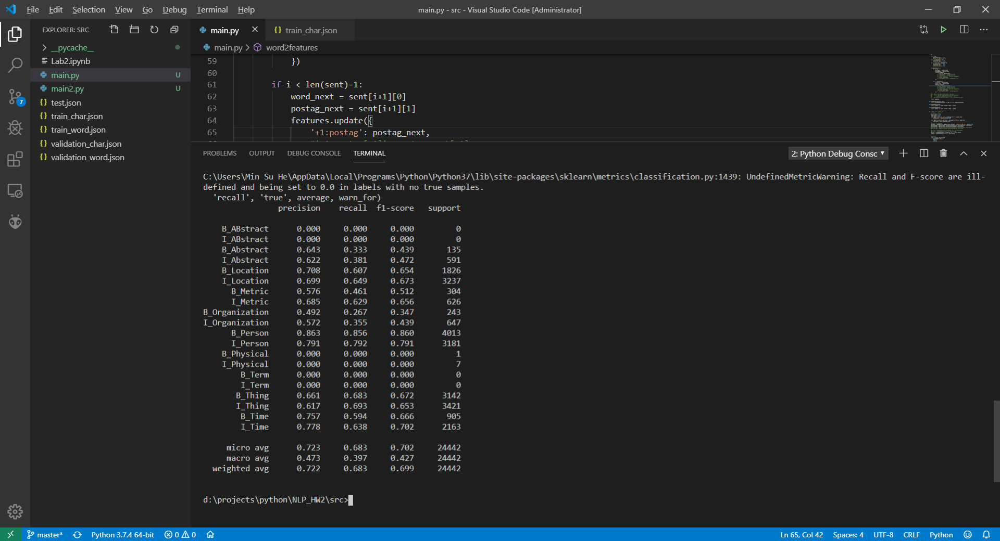 File Edit Selection View Go Debug Terminal Help
main.py - src - Visual Studio Code [Administrator]
EXPLORER: SRC
__pycache__
Lab2.ipynb
main.py U
main2.py U
test.json
train_char.json
train_word.json
validation_char.json
validation_word.json
7
main.py
train_char.json
main.py > word2features
59 })
60
61 if i < len(sent)-1:
62 word_next = sent[i+1][0]
63 postag_next = sent[i+1][1]
64 features.update({
65 '+1:postag': postag_next,
PROBLEMS OUTPUT DEBUG CONSOLE TERMINAL
2: Python Debug Consc
C:\Users\Min Su He\AppData\Local\Programs\Python\Python37\lib\site-packages\sklearn\metrics\classification.py:1439: UndefinedMetricWarning: Recall and F-score are ill-
defined and being set to 0.0 in labels with no true samples.
'recall', 'true', average, warn_for)
precision recall f1-score support
B_ABstract 0.000 0.000 0.000 0
I_ABstract 0.000 0.000 0.000 0
B_Abstract 0.643 0.333 0.439 135
I_Abstract 0.622 0.381 0.472 591
B_Location 0.708 0.607 0.654 1826
I_Location 0.699 0.649 0.673 3237
B_Metric 0.576 0.461 0.512 304
I_Metric 0.685 0.629 0.656 626
B_Organization 0.492 0.267 0.347 243
I_Organization 0.572 0.355 0.439 647
B_Person 0.863 0.856 0.860 4013
I_Person 0.791 0.792 0.791 3181
B_Physical 0.000 0.000 0.000 1
I_Physical 0.000 0.000 0.000 7
B_Term 0.000 0.000 0.000 0
I_Term 0.000 0.000 0.000 0
B_Thing 0.661 0.683 0.672 3142
I_Thing 0.617 0.693 0.653 3421
B_Time 0.757 0.594 0.666 905
I_Time 0.778 0.638 0.702 2163
micro avg 0.723 0.683 0.702 24442
macro avg 0.473 0.397 0.427 24442
weighted avg 0.722 0.683 0.699 24442
d:\projects\python\NLP_HW2\src>
master* Python 3.7.4 64-bit 0 0 Ln 65, Col 42 Spaces: 4 UTF-8 CRLF Python